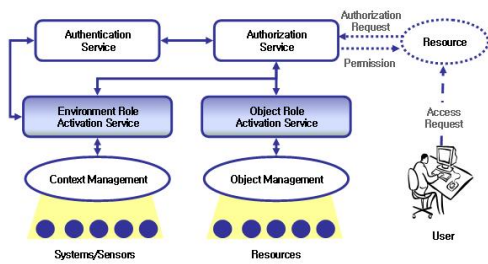 Authentication
Service
Authorization
Service
Authorization
Request
Permission
Resource
Environment Role
Activation Service
Object Role
Activation Service
Access
Request
Context Management
Object Management
User
Systems/Sensors
Resources